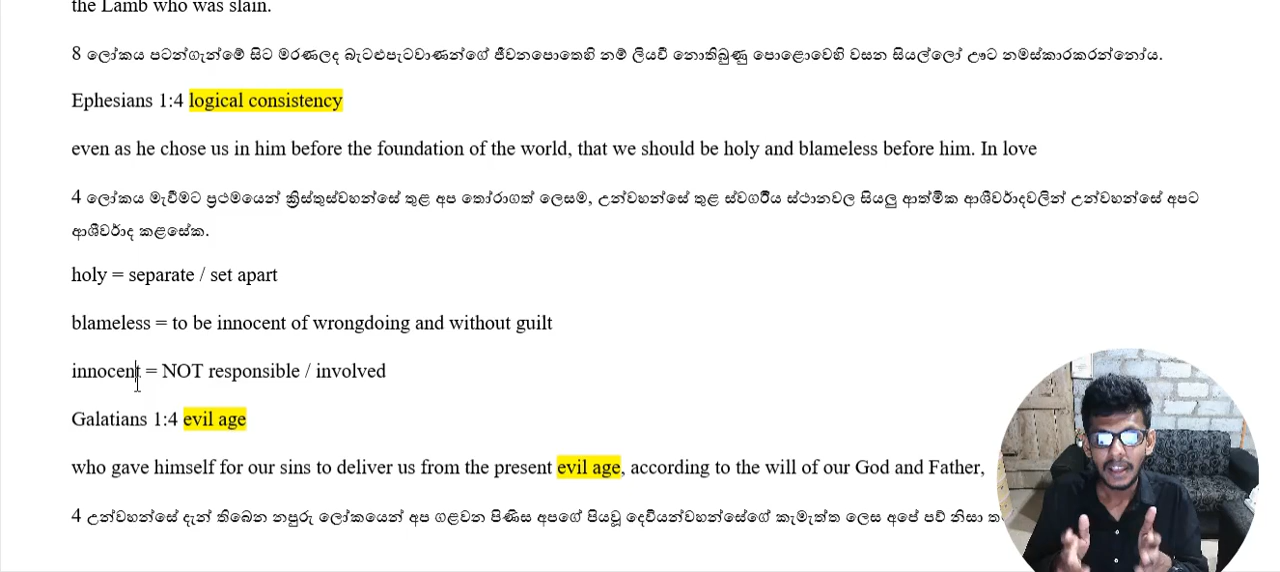 the Lamb who was slain.
8 ලෝකය පටන්ගැන්මේ සිට මරණලද බැටළුපැටවාණන්ගේ ජීවනපොතෙහි නම් ලියවී නොතිබුණු පොළොවෙහි වසන සියල්ලෝ ඌට නමස්කාරකරන්නෝය.
Ephesians 1:4 logical consistency
even as he chose us in him before the foundation of the world, that we should be holy and blameless before him. In love
4 ලෝකය මැවීමට ප්‍රථමයෙන් ක්‍රිස්තුස්වහන්සේ තුළ අප තෝරාගත් ලෙසම, උන්වහන්සේ තුළ ස්වර්ගීය ස්ථානවල සියලු ආත්මික ආශීර්වාදවලින් උන්වහන්සේ අපට
ආශීර්වාද කළසේක.
holy = separate / set apart
blameless = to be innocent of wrongdoing and without guilt
innocent = NOT responsible / involved
Galatians 1:4 evil age
who gave himself for our sins to deliver us from the present evil age, according to the will of our God and Father,
4 උන්වහන්සේ දැන් තිබෙන නපුරු ලෝකයෙන් අප ගළවන පිණිස අපගේ පියවූ දෙවියන්වහන්සේගේ කැමැත්ත ලෙස අපේ පව් නිසා